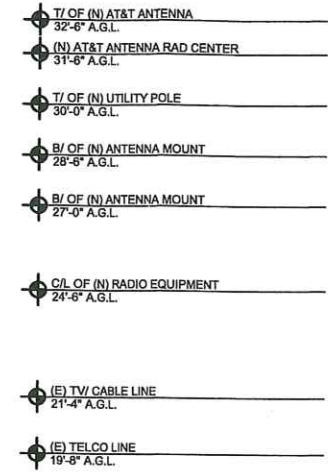 T/ OF (N) AT&T ANTENNA
32'-6" A.G.L.
(N) AT&T ANTENNA RAD CENTER
31'-6" A.G.L.
T/ OF (N) UTILITY POLE
30'-0" A.G.L.
B/ OF (N) ANTENNA MOUNT
28'-6" A.G.L.
B/ OF (N) ANTENNA MOUNT
27'-0" A.G.L.
C/L OF (N) RADIO EQUIPMENT
24'-6" A.G.L.
(E) TV/ CABLE LINE
21'-4" A.G.L.
(E) TELCO LINE
19'-8" A.G.L.